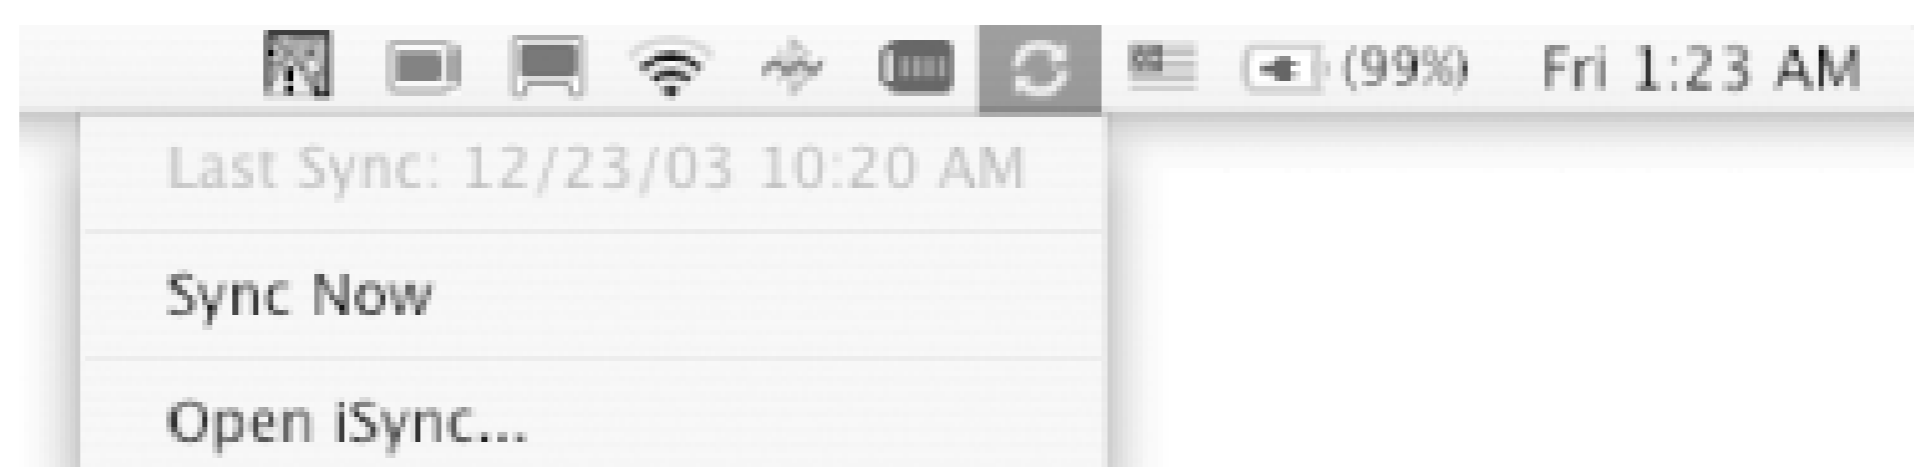 (99%) Fri 1:23 AM
Last Sync: 12/23/03 10:20 AM
Sync Now
Open iSync...